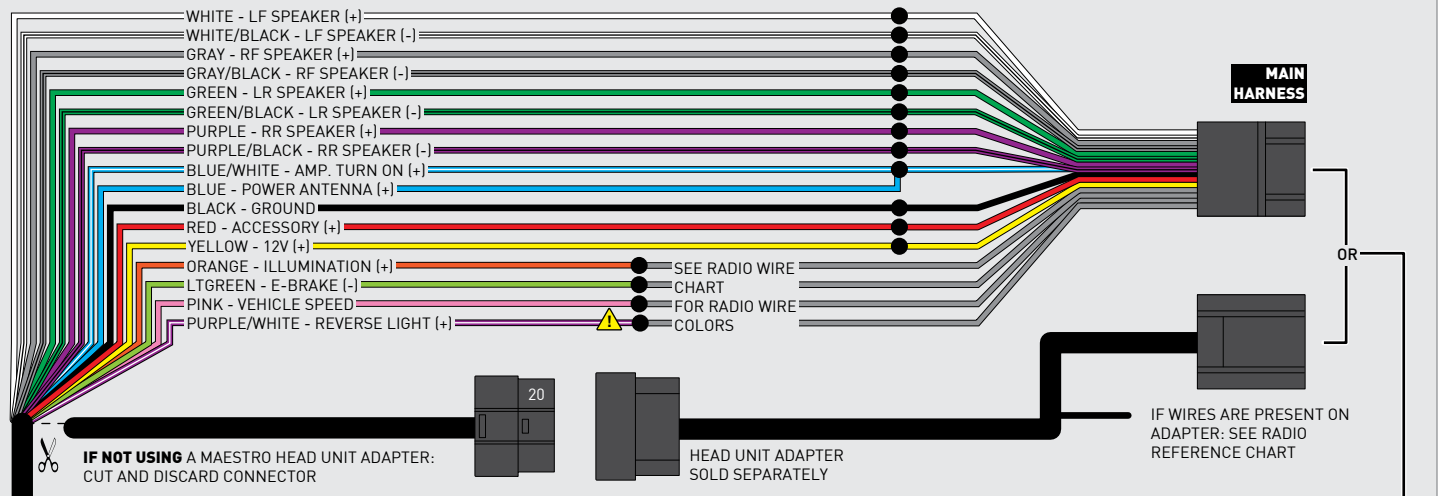 WHITE - LF SPEAKER (+)
WHITE/BLACK - LF SPEAKER (-)
GRAY - RF SPEAKER (+)
GRAY/BLACK - RF SPEAKER (-)
GREEN - LR SPEAKER (+)
GREEN/BLACK - LR SPEAKER (-)
PURPLE - RR SPEAKER (+)
PURPLE/BLACK - RR SPEAKER (-)
BLUE/WHITE - AMP. TURN ON (+)
BLUE - POWER ANTENNA (+)
BLACK - GROUND
RED - ACCESSORY (+)
YELLOW - 12V (+)
ORANGE - ILLUMINATION (+)
LTGREEN - E-BRAKE (-)
PINK - VEHICLE SPEED
PURPLE/WHITE - REVERSE LIGHT (+)
!
SEE RADIO WIRE
CHART
FOR RADIO WIRE
COLORS
MAIN
HARNESS
OR
20
IF NOT USING A MAESTRO HEAD UNIT ADAPTER:
CUT AND DISCARD CONNECTOR
HEAD UNIT ADAPTER
SOLD SEPARATELY
IF WIRES ARE PRESENT ON
ADAPTER: SEE RADIO
REFERENCE CHART